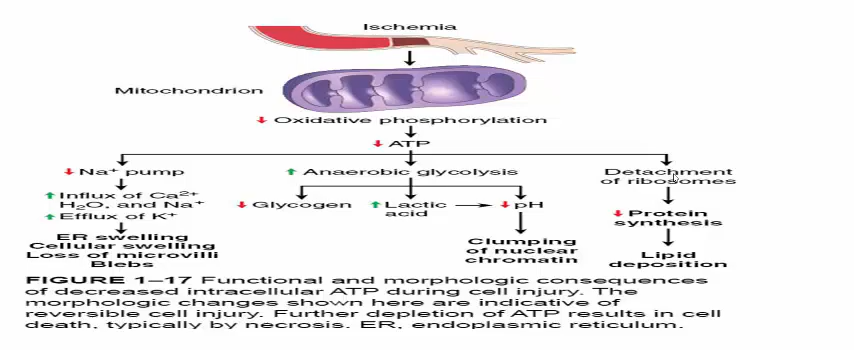 Ischemia
Mitochondrion
Oxidative phosphorylation
ATP
Na⁺ pump
Anaerobic glycolysis
Detachment
of ribosomes
Influx of Ca²⁺
H₂O, and Na⁺
Efflux of K⁺
Glycogen
Lactic
acid
pH
Protein
synthesis
ER swelling
Cellular swelling
Loss of microvilli
Blebs
Clumping
of nuclear
chromatin
Lipid
deposition
FIGURE 1–17 Functional and morphologic consequences
of decreased intracellular ATP during cell injury. The
morphologic changes shown here are indicative of
reversible cell injury. Further depletion of ATP results in cell
death, typically by necrosis. ER, endoplasmic reticulum.